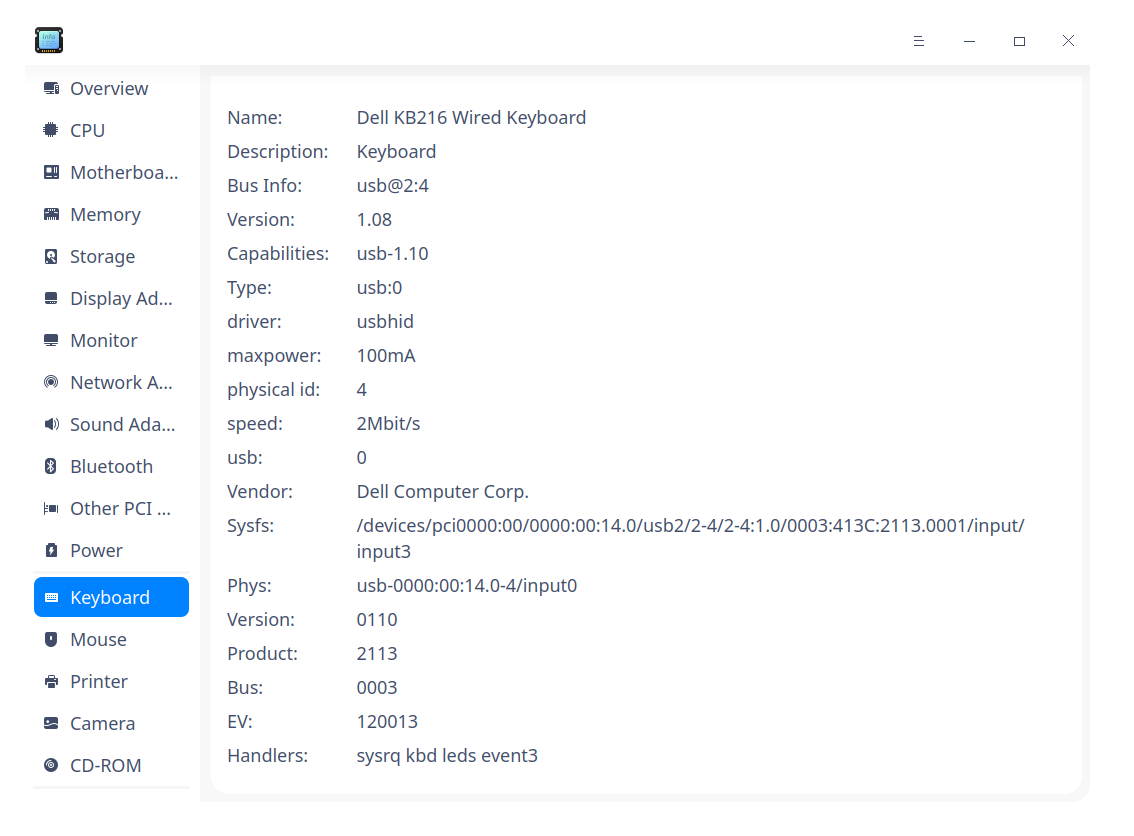 Overview
CPU
Motherboa...
Memory
Storage
Display Ad...
Monitor
Network A...
Sound Ada...
Bluetooth
Other PCI ...
Power
Keyboard
Mouse
Printer
Camera
CD-ROM
Name: Dell KB216 Wired Keyboard
Description: Keyboard
Bus Info: usb@2:4
Version: 1.08
Capabilities: usb-1.10
Type: usb:0
driver: usbhid
maxpower: 100mA
physical id: 4
speed: 2Mbit/s
usb: 0
Vendor: Dell Computer Corp.
Sysfs: /devices/pci0000:00/0000:00:14.0/usb2/2-4/2-4:1.0/0003:413C:2113.0001/input/
input3
Phys: usb-0000:00:14.0-4/input0
Version: 0110
Product: 2113
Bus: 0003
EV: 120013
Handlers: sysrq kbd leds event3